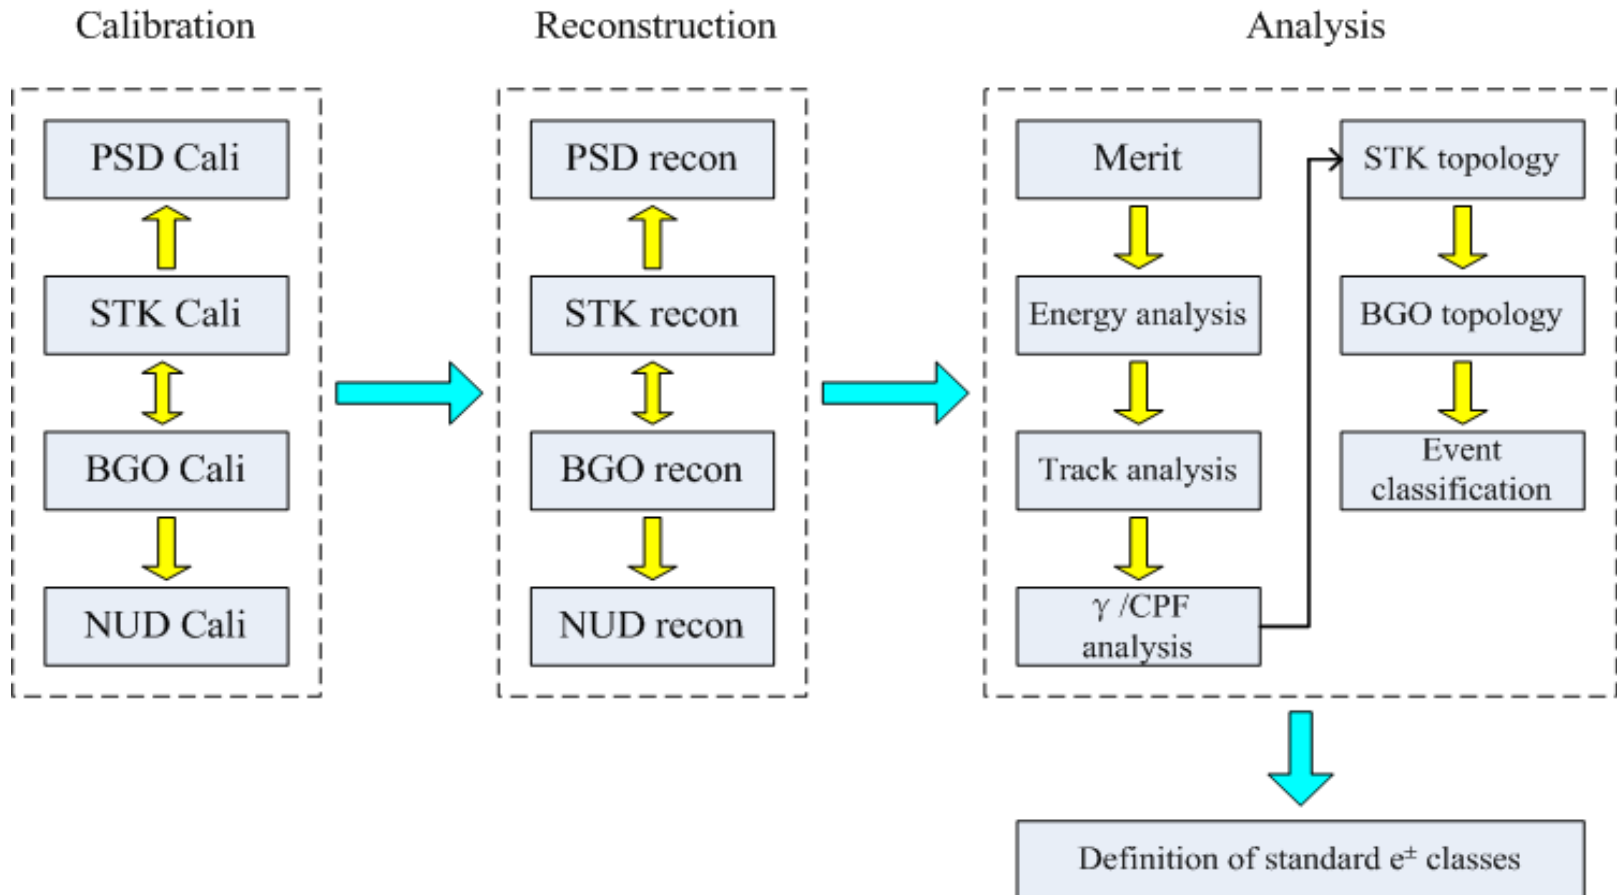 Calibration
Reconstruction
Analysis
PSD Cali
STK Cali
BGO Cali
NUD Cali
PSD recon
STK recon
BGO recon
NUD recon
Merit
Energy analysis
Track analysis
γ /CPF
analysis
STK topology
BGO topology
Event
classification
Definition of standard e± classes